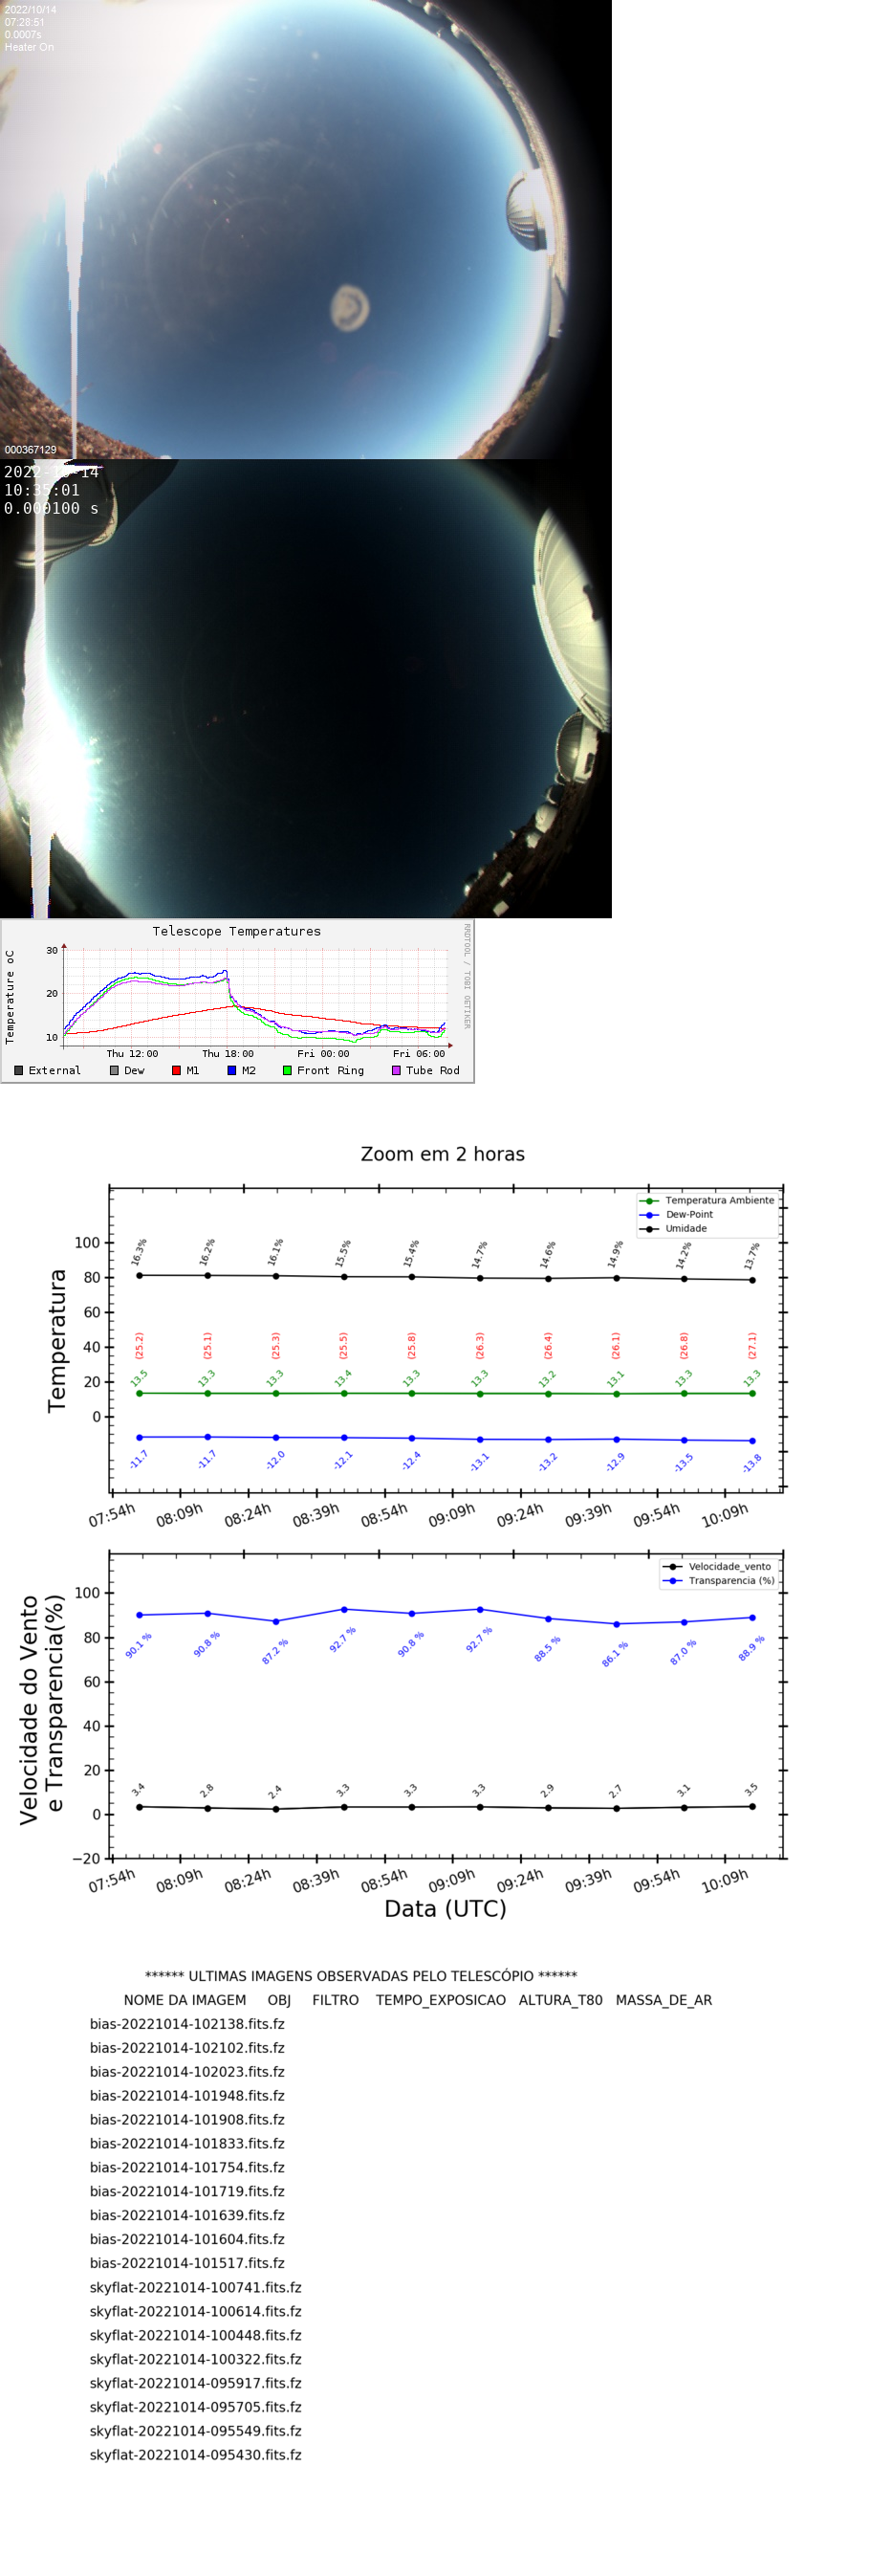 2022/10/14
07:28:51
0.0007s
Heater On
000367129
2022-10-14
10:35:01
0.000100 s
Telescope Temperatures
Temperature oC
30
20
10
Thu 12:00 Thu 18:00 Fri 00:00 Fri 06:00
External Dew M1 M2 Front Ring Tube Rod
RRDTOOL / TOBI OETIKER
Zoom em 2 horas
Temperatura Ambiente
Dew-Point
Umidade
Temperatura
100
80
60
40
20
0
16.3% 16.2% 16.1% 15.5% 15.4% 14.7% 14.6% 14.9% 14.2% 13.7%
(25.2) (25.1) (25.3) (25.5) (25.8) (26.3) (26.4) (26.1) (26.8) (27.1)
13.5 13.3 13.3 13.4 13.3 13.3 13.2 13.1 13.3 13.3
-11.7 -11.7 -12.0 -12.1 -12.4 -13.1 -13.2 -12.9 -13.5 -13.8
07:54h 08:09h 08:24h 08:39h 08:54h 09:09h 09:24h 09:39h 09:54h 10:09h
Velocidade_vento
Transparencia (%)
Velocidade do Vento
e Transparencia(%)
100
80
60
40
20
0
−20
90.1 % 90.8 % 87.2 % 92.7 % 90.8 % 92.7 % 88.5 % 86.1 % 87.0 % 88.9 %
3.4 2.8 2.4 3.3 3.3 3.3 2.9 2.7 3.1 3.5
07:54h 08:09h 08:24h 08:39h 08:54h 09:09h 09:24h 09:39h 09:54h 10:09h
Data (UTC)
****** ULTIMAS IMAGENS OBSERVADAS PELO TELESCÓPIO ******
NOME DA IMAGEM OBJ FILTRO TEMPO_EXPOSICAO ALTURA_T80 MASSA_DE_AR
bias-20221014-102138.fits.fz
bias-20221014-102102.fits.fz
bias-20221014-102023.fits.fz
bias-20221014-101948.fits.fz
bias-20221014-101908.fits.fz
bias-20221014-101833.fits.fz
bias-20221014-101754.fits.fz
bias-20221014-101719.fits.fz
bias-20221014-101639.fits.fz
bias-20221014-101604.fits.fz
bias-20221014-101517.fits.fz
skyflat-20221014-100741.fits.fz
skyflat-20221014-100614.fits.fz
skyflat-20221014-100448.fits.fz
skyflat-20221014-100322.fits.fz
skyflat-20221014-095917.fits.fz
skyflat-20221014-095705.fits.fz
skyflat-20221014-095549.fits.fz
skyflat-20221014-095430.fits.fz